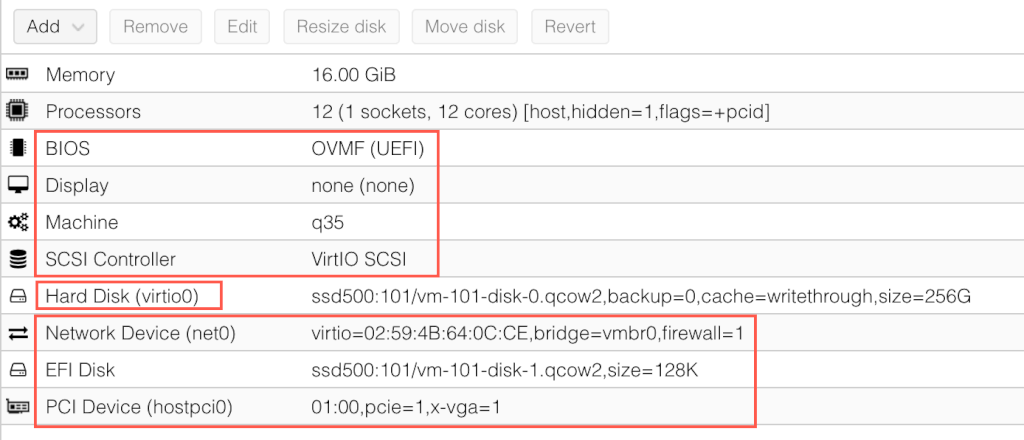 Add Remove Edit Resize disk Move disk Revert
Memory 16.00 GiB
Processors 12 (1 sockets, 12 cores) [host,hidden=1,flags=+pcid]
BIOS OVMF (UEFI)
Display none (none)
Machine q35
SCSI Controller VirtIO SCSI
Hard Disk (virtio0) ssd500:101/vm-101-disk-0.qcow2,backup=0,cache=writethrough,size=256G
Network Device (net0) virtio=02:59:4B:64:0C:CE,bridge=vmbr0,firewall=1
EFI Disk ssd500:101/vm-101-disk-1.qcow2,size=128K
PCI Device (hostpci0) 01:00,pcie=1,x-vga=1